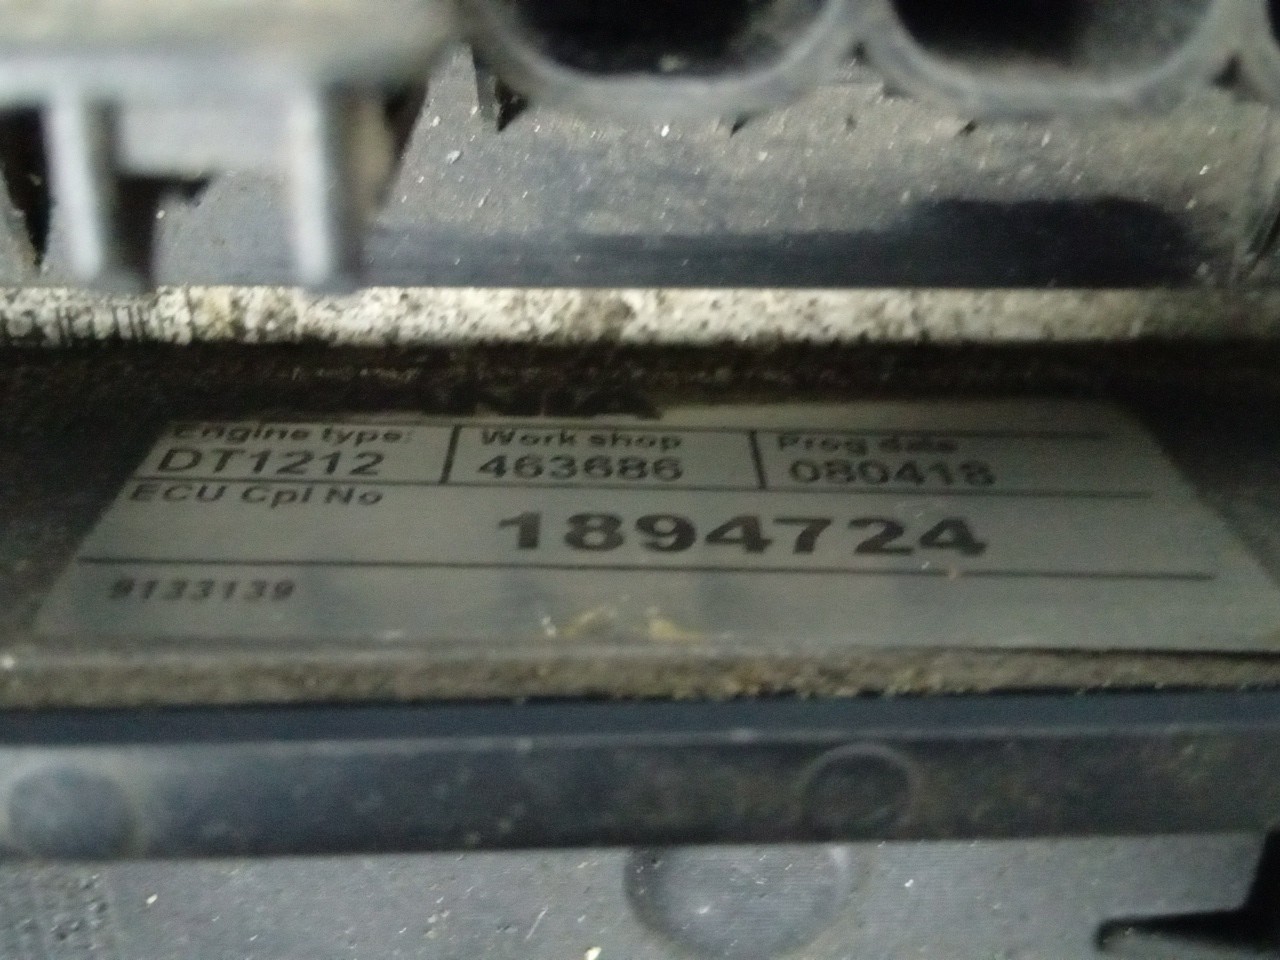 Engine type: Work shop Prog date
DT1212 463686 080418
ECU Cpl No
1894724
9133139